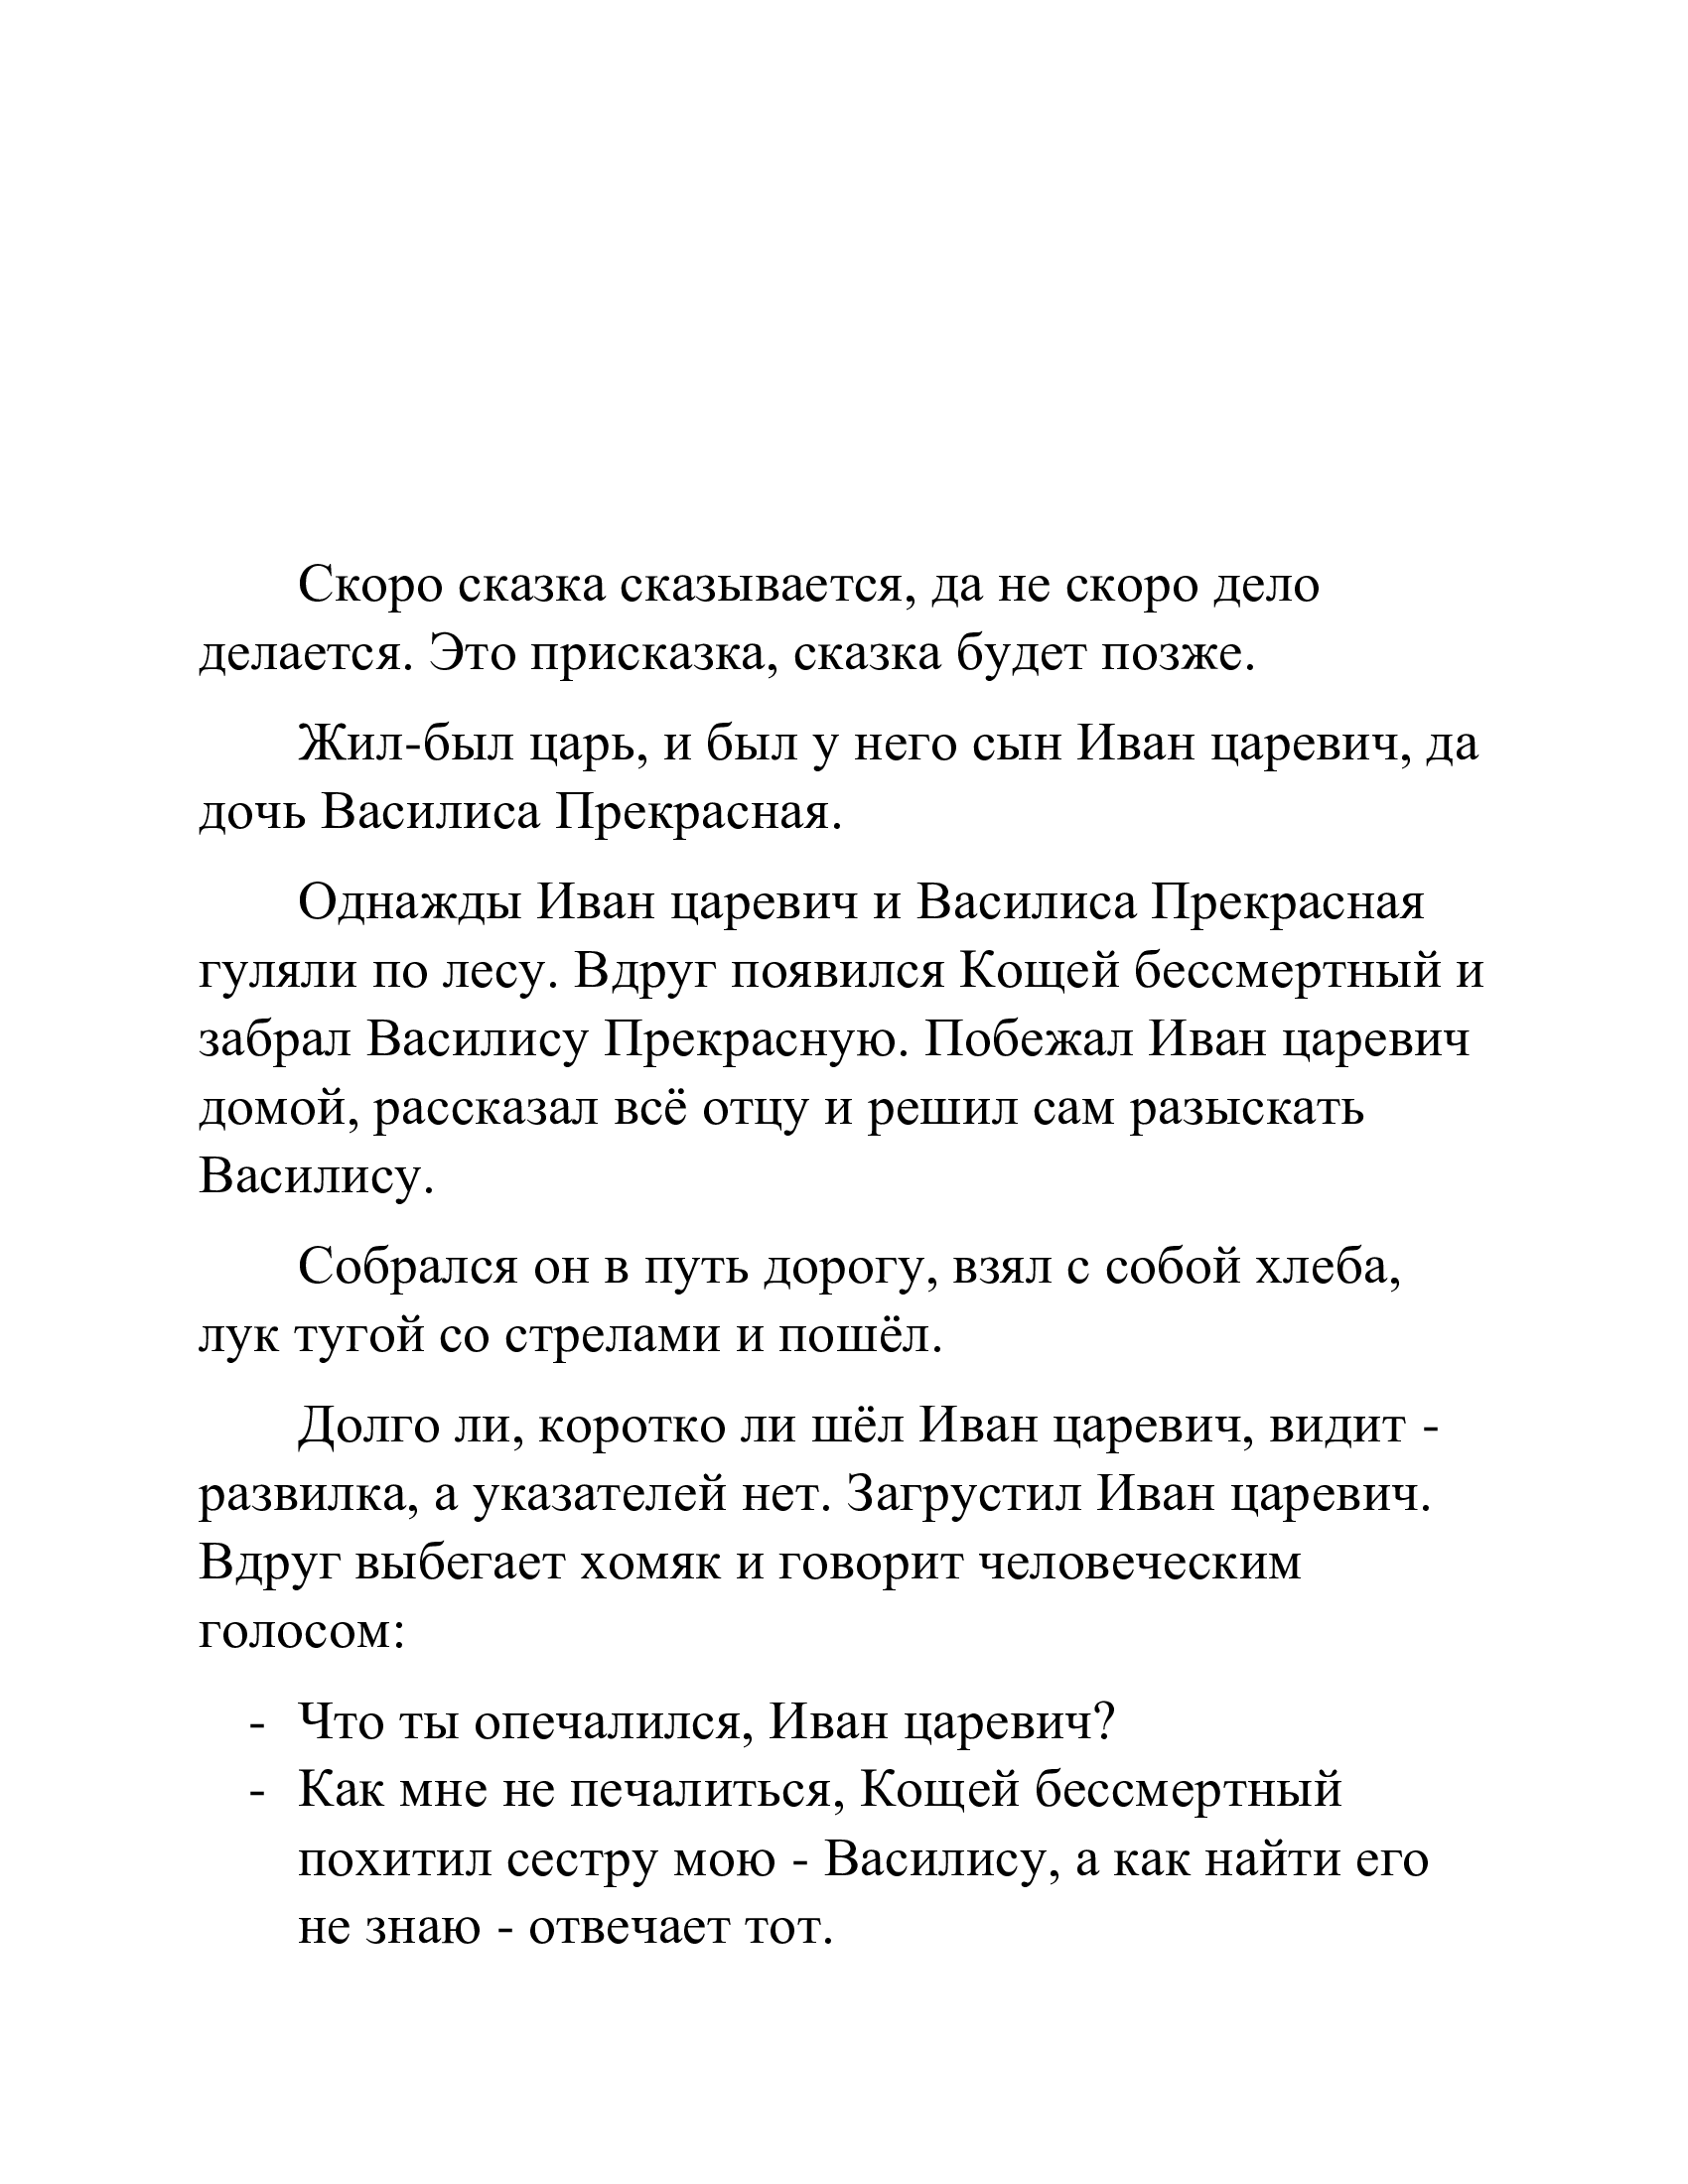 Скоро сказка сказывается, да не скоро дело
делается. Это присказка, сказка будет позже.
Жил-был царь, и был у него сын Иван царевич, да
дочь Василиса Прекрасная.
Однажды Иван царевич и Василиса Прекрасная
гуляли по лесу. Вдруг появился Кощей бессмертный и
забрал Василису Прекрасную. Побежал Иван царевич
домой, рассказал всё отцу и решил сам разыскать
Василису.
Собрался он в путь дорогу, взял с собой хлеба,
лук тугой со стрелами и пошёл.
Долго ли, коротко ли шёл Иван царевич, видит -
развилка, а указателей нет. Загрустил Иван царевич.
Вдруг выбегает хомяк и говорит человеческим
голосом:
- Что ты опечалился, Иван царевич?
- Как мне не печалиться, Кощей бессмертный
похитил сестру мою - Василису, а как найти его
не знаю - отвечает тот.